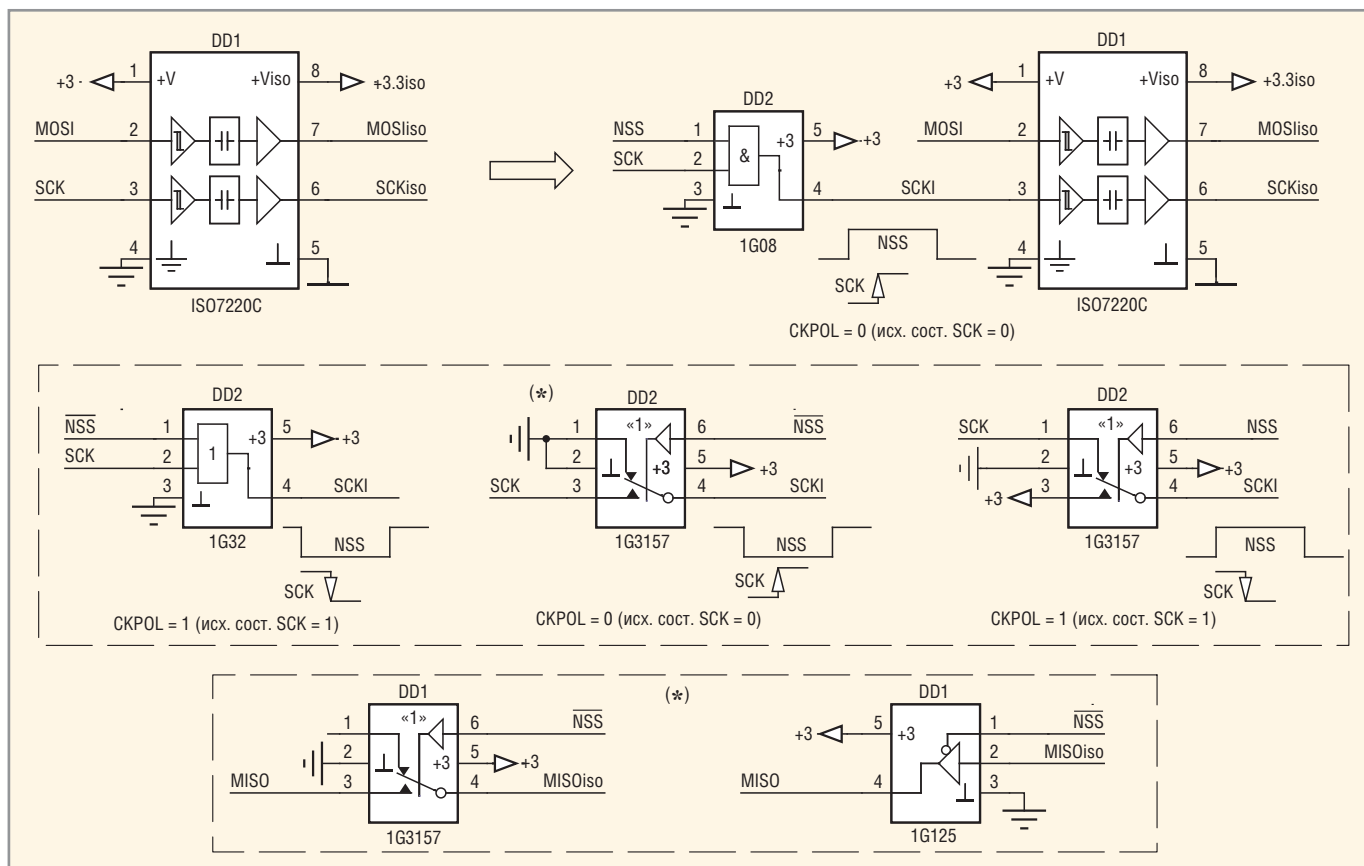 DD1
+3
1
+V
+Viso
8
+3.3iso
MOSI
2
7
MOSIiso
SCK
3
6
SCKiso
4
5
ISO7220C
DD2
NSS
1
SCK
2
3
&
+3
5
+3
4
SCKI
1G08
NSS
SCK
CKPOL = 0 (исх. сост. SCK = 0)
DD1
+3
1
+V
+Viso
8
+3.3iso
MOSI
2
7
MOSIiso
3
6
SCKiso
4
5
ISO7220C
DD2
NSS
1
SCK
2
3
1
+3
5
+3
4
SCKI
1G32
NSS
SCK
CKPOL = 1 (исх. сост. SCK = 1)
(*)
DD2
1
«1»
6
NSS
2
+3
5
+3
SCK
3
4
SCKI
1G3157
NSS
SCK
CKPOL = 0 (исх. сост. SCK = 0)
DD2
SCK
1
«1»
6
NSS
2
+3
5
+3
+3
3
4
SCKI
1G3157
NSS
SCK
CKPOL = 1 (исх. сост. SCK = 1)
(*)
DD1
1
«1»
6
NSS
2
+3
5
+3
MISO
3
4
MISOiso
1G3157
DD1
+3
5
+3
1
NSS
2
MISOiso
MISO
4
3
1G125